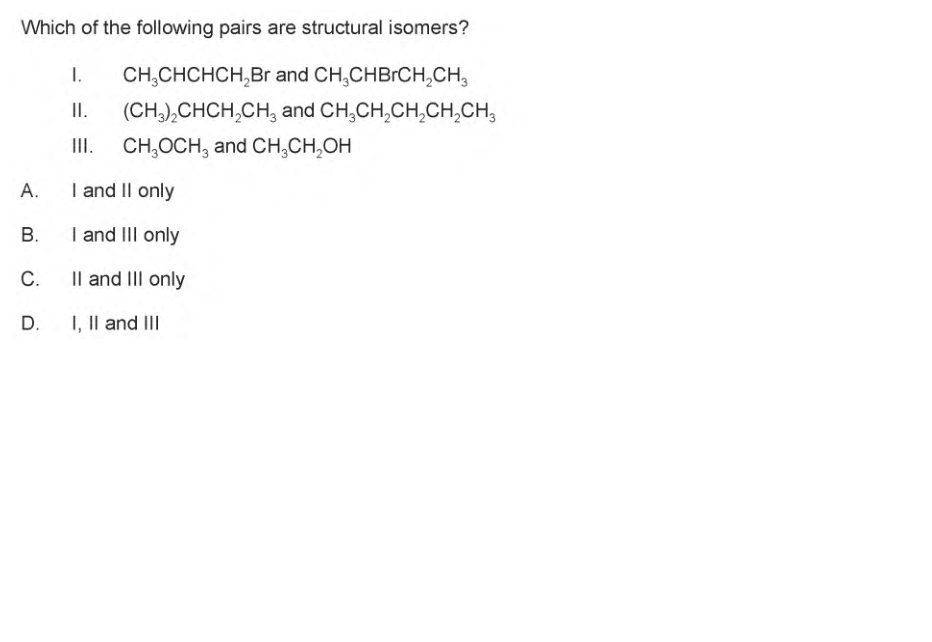 Which of the following pairs are structural isomers?
I. CH₃CHCHCH₂Br and CH₃CHBrCH₂CH₃
II. (CH₃)₂CHCH₂CH₃ and CH₃CH₂CH₂CH₂CH₃
III. CH₃OCH₃ and CH₃CH₂OH
A. I and II only
B. I and III only
C. II and III only
D. I, II and III